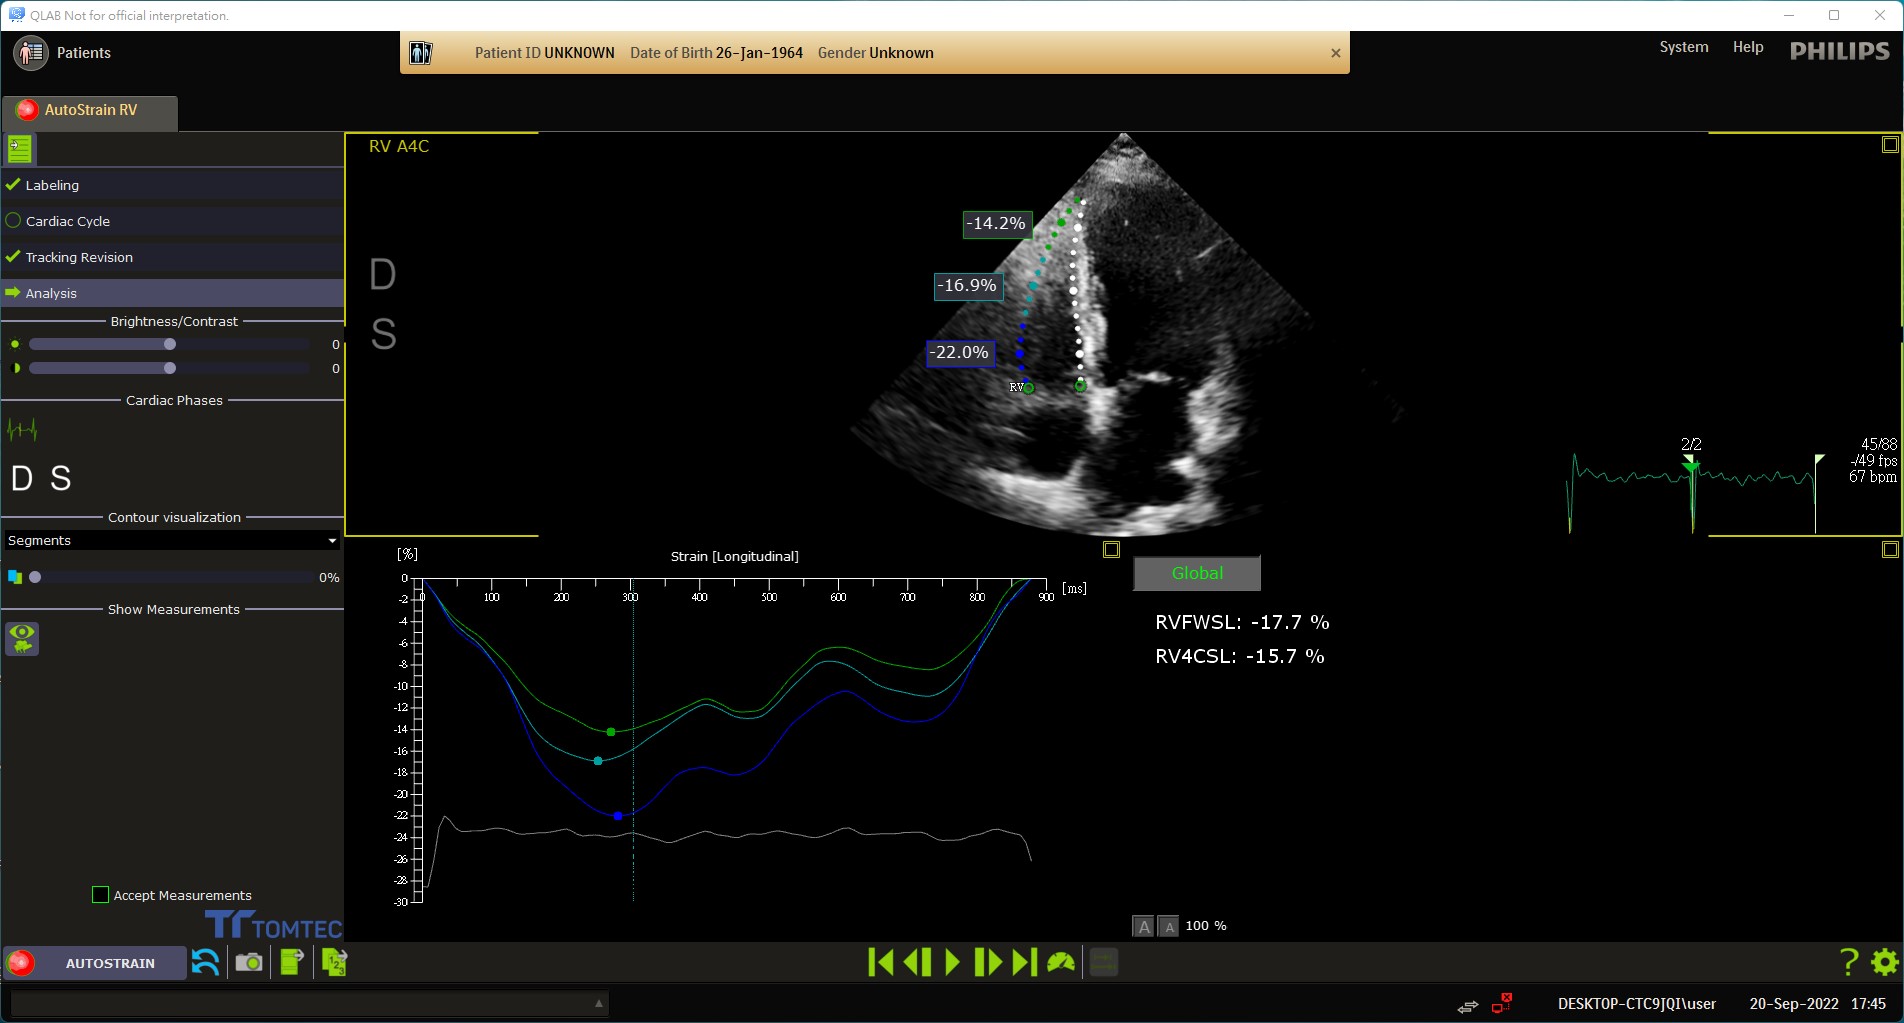 QLAB Not for official interpretation.
Patients
Patient ID UNKNOWN Date of Birth 26-Jan-1964 Gender Unknown
System Help PHILIPS
AutoStrain RV
Labeling
Cardiac Cycle
Tracking Revision
Analysis
Brightness/Contrast
0
0
Cardiac Phases
D S
Contour visualization
Segments
0%
Show Measurements
Accept Measurements
TOMTEC
RV A4C
D
S
-14.2%
-16.9%
-22.0%
RV
2/2
45/88
-/49 fps
67 bpm
[%]
Strain [Longitudinal]
0 100 200 300 400 500 600 700 800 900 [ms]
0
-2
-4
-6
-8
-10
-12
-14
-16
-18
-20
-22
-24
-26
-28
-30
Global
RVFWSL: -17.7 %
RV4CSL: -15.7 %
A A 100 %
AUTOSTRAIN
123
?
DESKTOP-CTC9JQI\user 20-Sep-2022 17:45